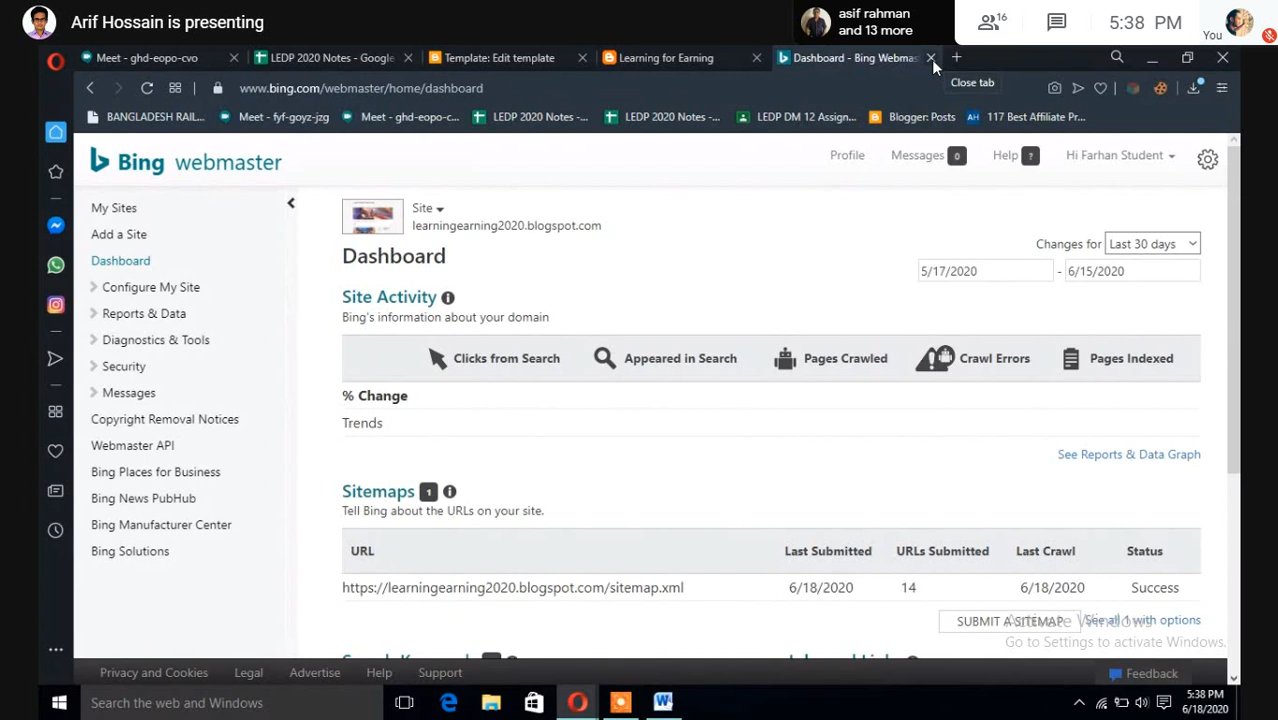 Arif Hossain is presenting
asif rahman
and 13 more
16
5:38 PM
You
Meet - ghd-eopo-cvo
LEDP 2020 Notes - Google
Template: Edit template
Learning for Earning
Dashboard - Bing Webmas
www.bing.com/webmaster/home/dashboard
Close tab
BANGLADESH RAIL...
Meet - fyf-goyz-jzg
Meet - ghd-eopo-c...
LEDP 2020 Notes -...
LEDP 2020 Notes -...
LEDP DM 12 Assign...
Blogger: Posts
117 Best Affiliate Pr...
Bing webmaster
Profile
Messages 0
Help ?
Hi Farhan Student
My Sites
Add a Site
Dashboard
Configure My Site
Reports & Data
Diagnostics & Tools
Security
Messages
Copyright Removal Notices
Webmaster API
Bing Places for Business
Bing News PubHub
Bing Manufacturer Center
Bing Solutions
Site
learningearning2020.blogspot.com
Dashboard
Changes for Last 30 days
5/17/2020 - 6/15/2020
Site Activity
Bing's information about your domain
Clicks from Search Appeared in Search Pages Crawled Crawl Errors Pages Indexed
% Change
Trends
See Reports & Data Graph
Sitemaps 1
Tell Bing about the URLs on your site.
URL Last Submitted URLs Submitted Last Crawl Status
https://learningearning2020.blogspot.com/sitemap.xml 6/18/2020 14 6/18/2020 Success
SUBMIT A SITEMAP See all 1 with options
Activate Windows
Go to Settings to activate Windows.
Privacy and Cookies Legal Advertise Help Support
Feedback
Search the web and Windows
5:38 PM
6/18/2020